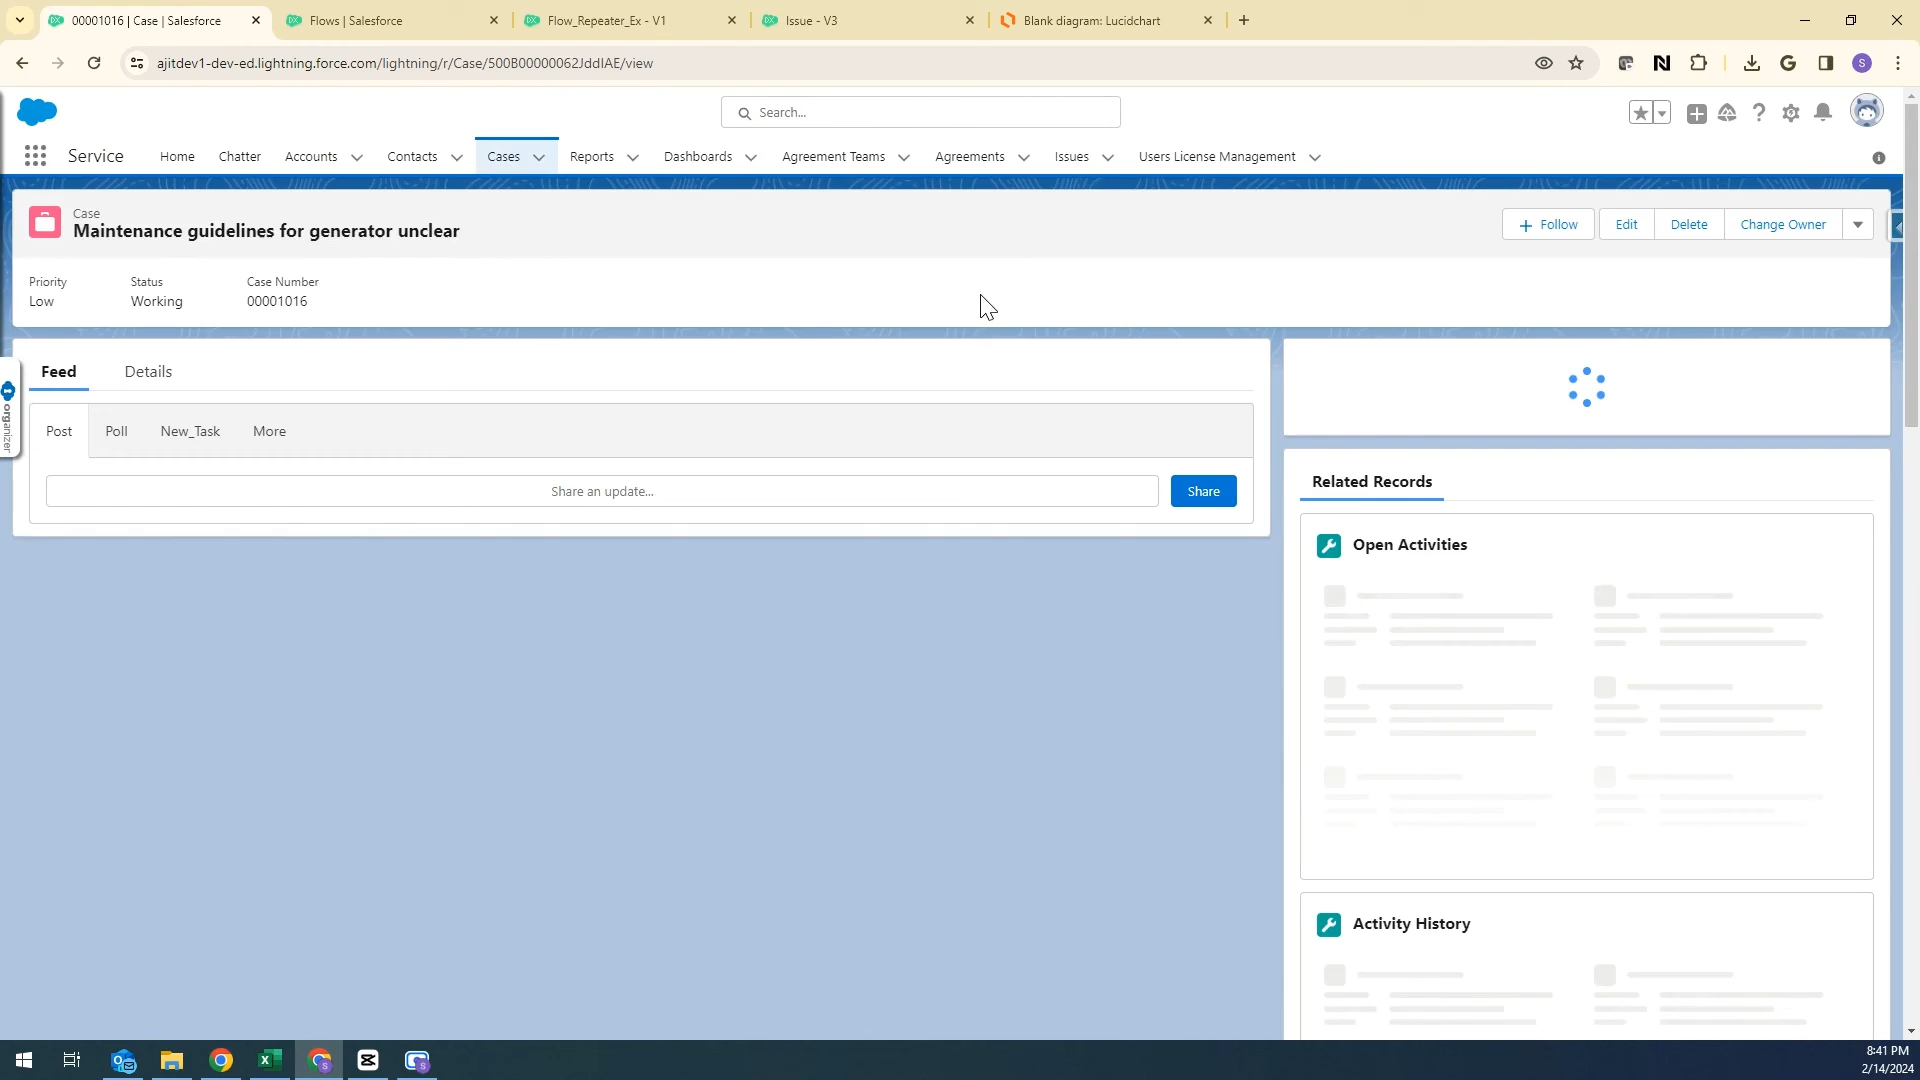 00001016 | Case | Salesforce
Flows | Salesforce
Flow_Repeater_Ex - V1
Issue - V3
Blank diagram: Lucidchart
ajitdev1-dev-ed.lightning.force.com/lightning/r/Case/500B00000062JddIAE/view
Search...
Service
Home
Chatter
Accounts
Contacts
Cases
Reports
Dashboards
Agreement Teams
Agreements
Issues
Users License Management
Case
Maintenance guidelines for generator unclear
Follow
Edit
Delete
Change Owner
Priority
Status
Case Number
Low
Working
00001016
organizer
Feed
Details
Post
Poll
New_Task
More
Share an update...
Share
Related Records
Open Activities
Activity History
8:41 PM
2/14/2024